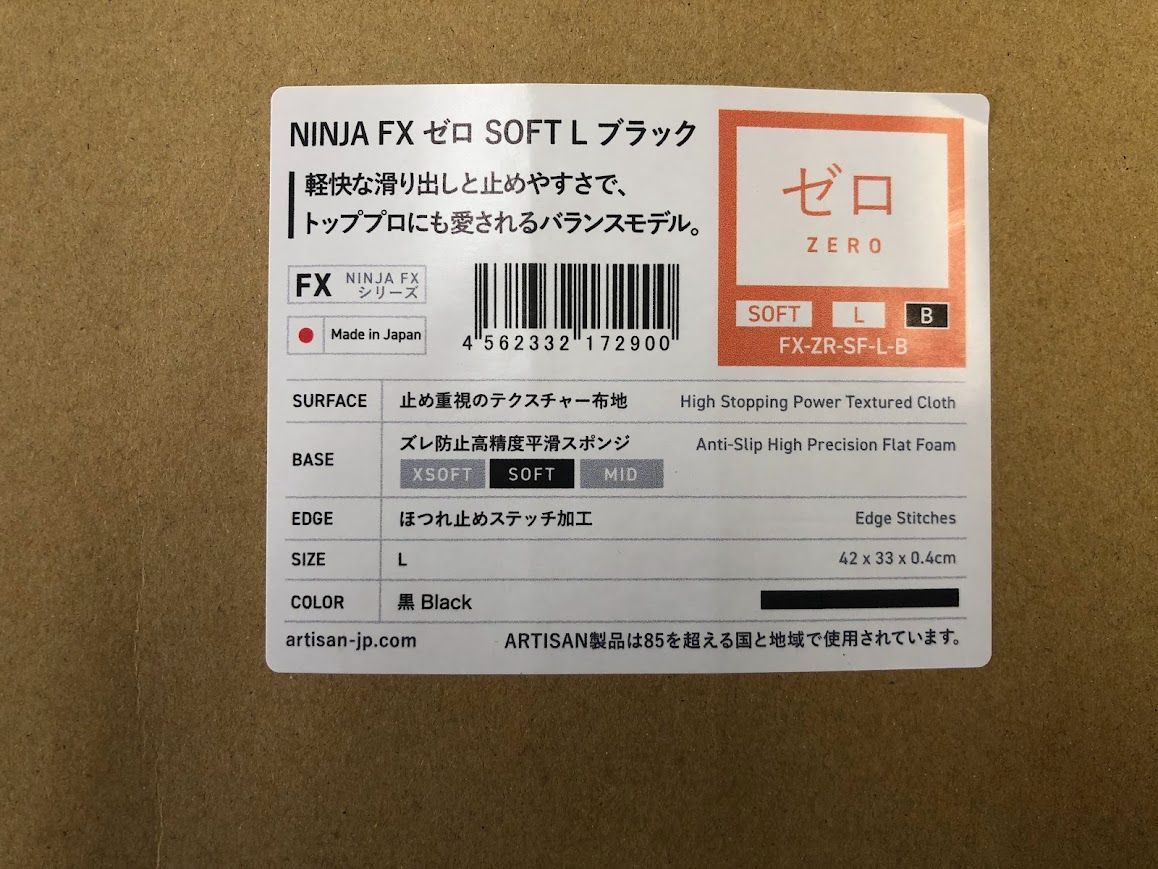 NINJA FX ゼロ SOFT L ブラック
軽快な滑り出しと止めやすさで、
トッププロにも愛されるバランスモデル。
FX NINJA FX シリーズ
Made in Japan
4 562332 172900
ゼロ
ZERO
SOFT L B
FX-ZR-SF-L-B
SURFACE 止め重視のテクスチャー布地 High Stopping Power Textured Cloth
BASE ズレ防止高精度平滑スポンジ Anti-Slip High Precision Flat Foam
XSOFT SOFT MID
EDGE ほつれ止めステッチ加工 Edge Stitches
SIZE L 42 x 33 x 0.4cm
COLOR 黒 Black
artisan-jp.com ARTISAN製品は85を超える国と地域で使用されています。